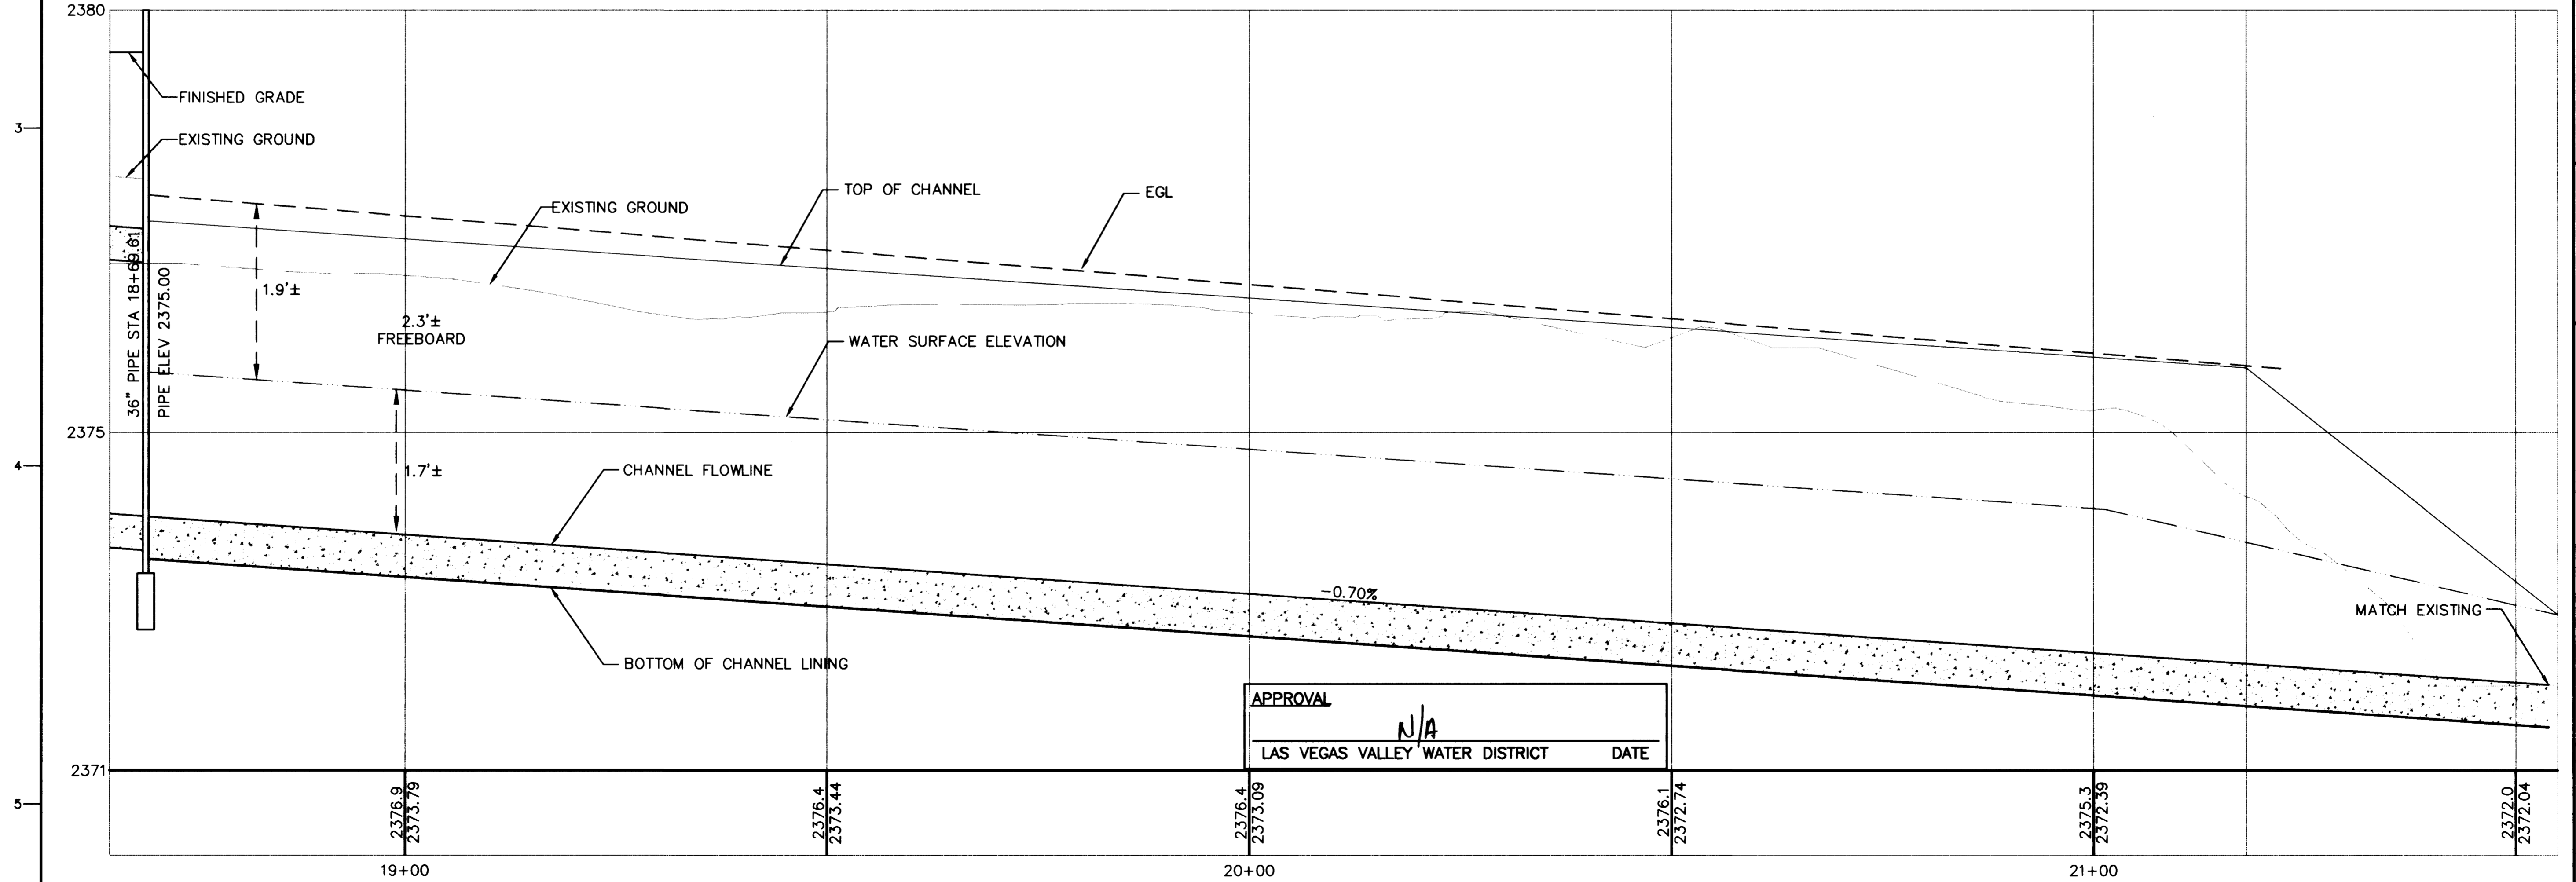 2380
FINISHED GRADE
3
EXISTING GROUND
TOP OF CHANNEL
EGL
EXISTING GROUND
36" PIPE STA 18+69.61
PIPE ELEV 2375.00
1.9'±
2.3'±
FREEBOARD
WATER SURFACE ELEVATION
2375
4
1.7'±
CHANNEL FLOWLINE
-0.70%
MATCH EXISTING
BOTTOM OF CHANNEL LINING
APPROVAL
N/A
LAS VEGAS VALLEY WATER DISTRICT DATE
2371
5
2376.9
2373.79
2376.4
2373.44
2376.4
2373.09
2376.1
2372.74
2375.3
2372.39
2372.0
2372.04
19+00
20+00
21+00